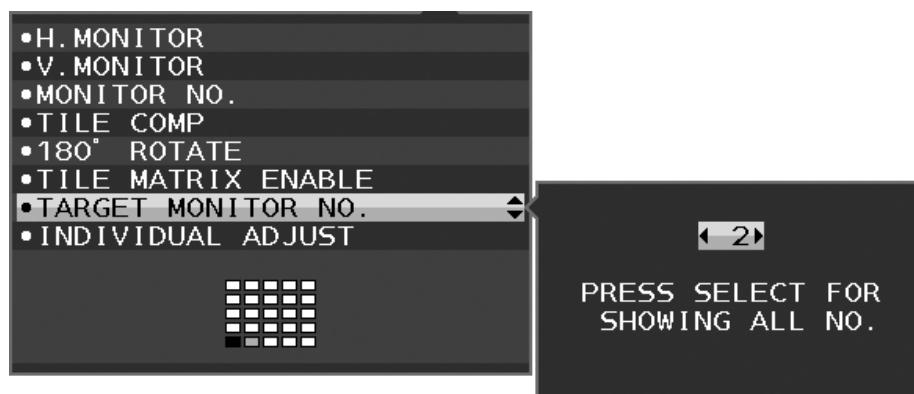 •H.MONITOR
•V.MONITOR
•MONITOR NO.
•TILE COMP
•180° ROTATE
•TILE MATRIX ENABLE
•TARGET MONITOR NO.
•INDIVIDUAL ADJUST
2
PRESS SELECT FOR
SHOWING ALL NO.